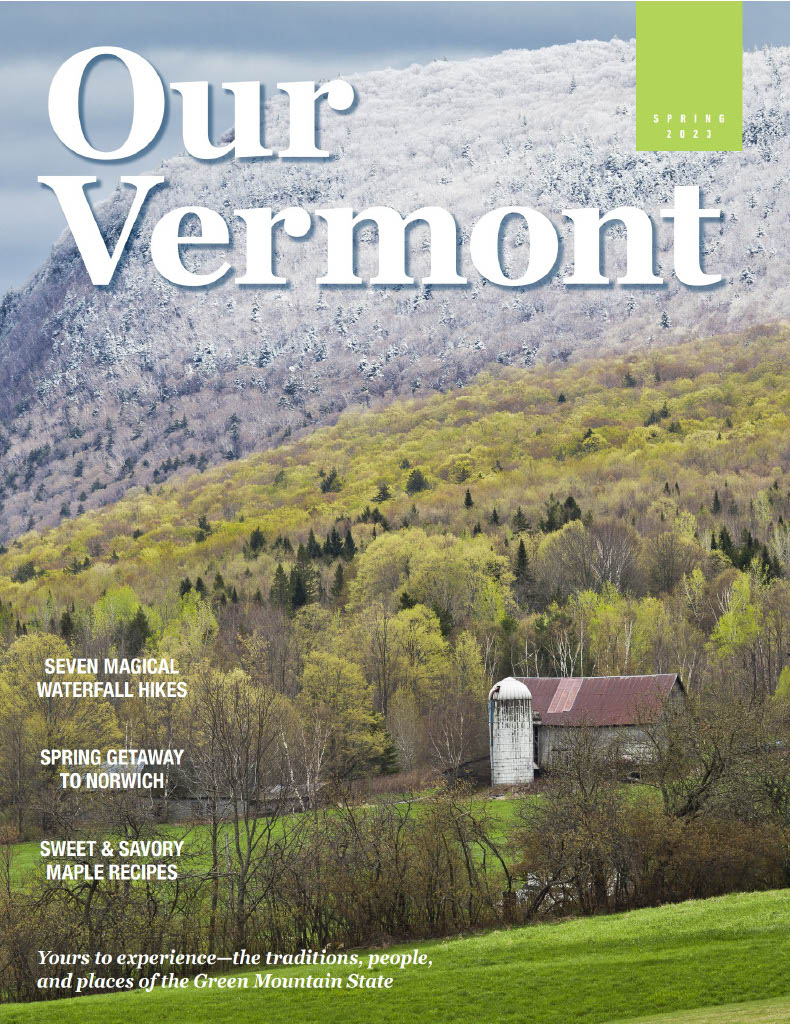 Our
SPRING
2023
Vermont
SEVEN MAGICAL
WATERFALL HIKES
SPRING GETAWAY
TO NORWICH
SWEET & SAVORY
MAPLE RECIPES
Yours to experience—the traditions, people,
and places of the Green Mountain State